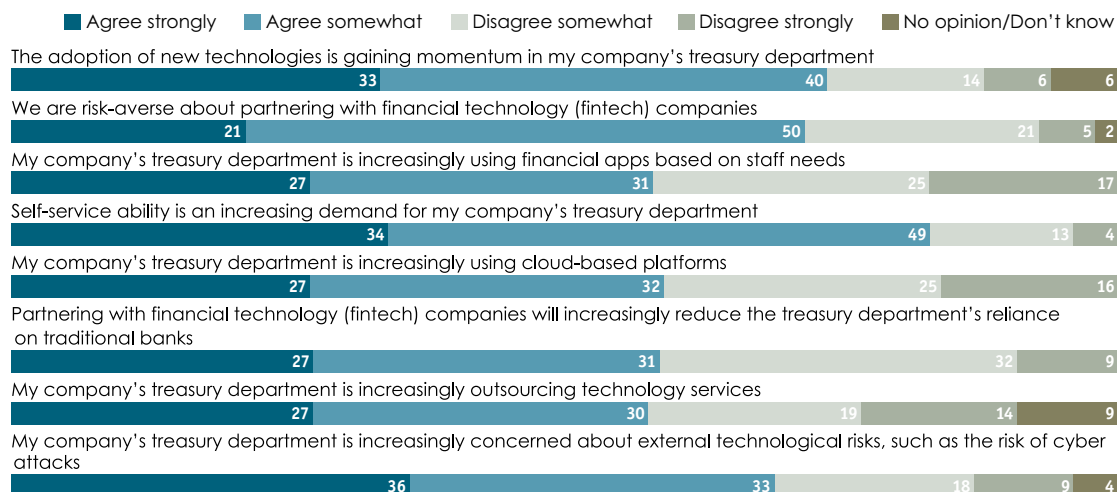 Agree strongly Agree somewhat Disagree somewhat Disagree strongly No opinion/Don’t know
The adoption of new technologies is gaining momentum in my company’s treasury department
33 40 14 6 6
We are risk-averse about partnering with financial technology (fintech) companies
21 50 21 5 2
My company’s treasury department is increasingly using financial apps based on staff needs
27 31 25 17
Self-service ability is an increasing demand for my company’s treasury department
34 49 13 4
My company’s treasury department is increasingly using cloud-based platforms
27 32 25 16
Partnering with financial technology (fintech) companies will increasingly reduce the treasury department’s reliance
on traditional banks
27 31 32 9
My company’s treasury department is increasingly outsourcing technology services
27 30 19 14 9
My company’s treasury department is increasingly concerned about external technological risks, such as the risk of cyber
attacks
36 33 18 9 4